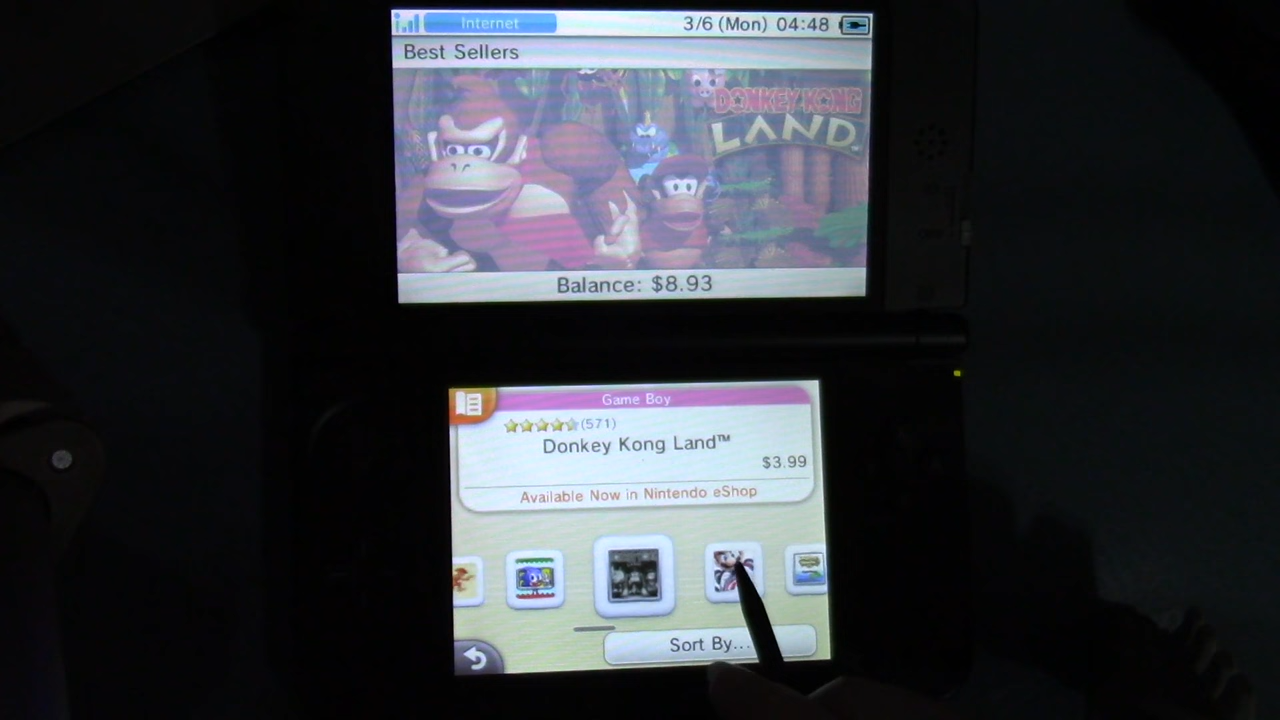 Internet 3/6 (Mon) 04:48
Best Sellers
DONKEY KONG
LAND
Balance: $8.93
Game Boy
(571)
Donkey Kong Land™
$3.99
Available Now in Nintendo eShop
Sort By...